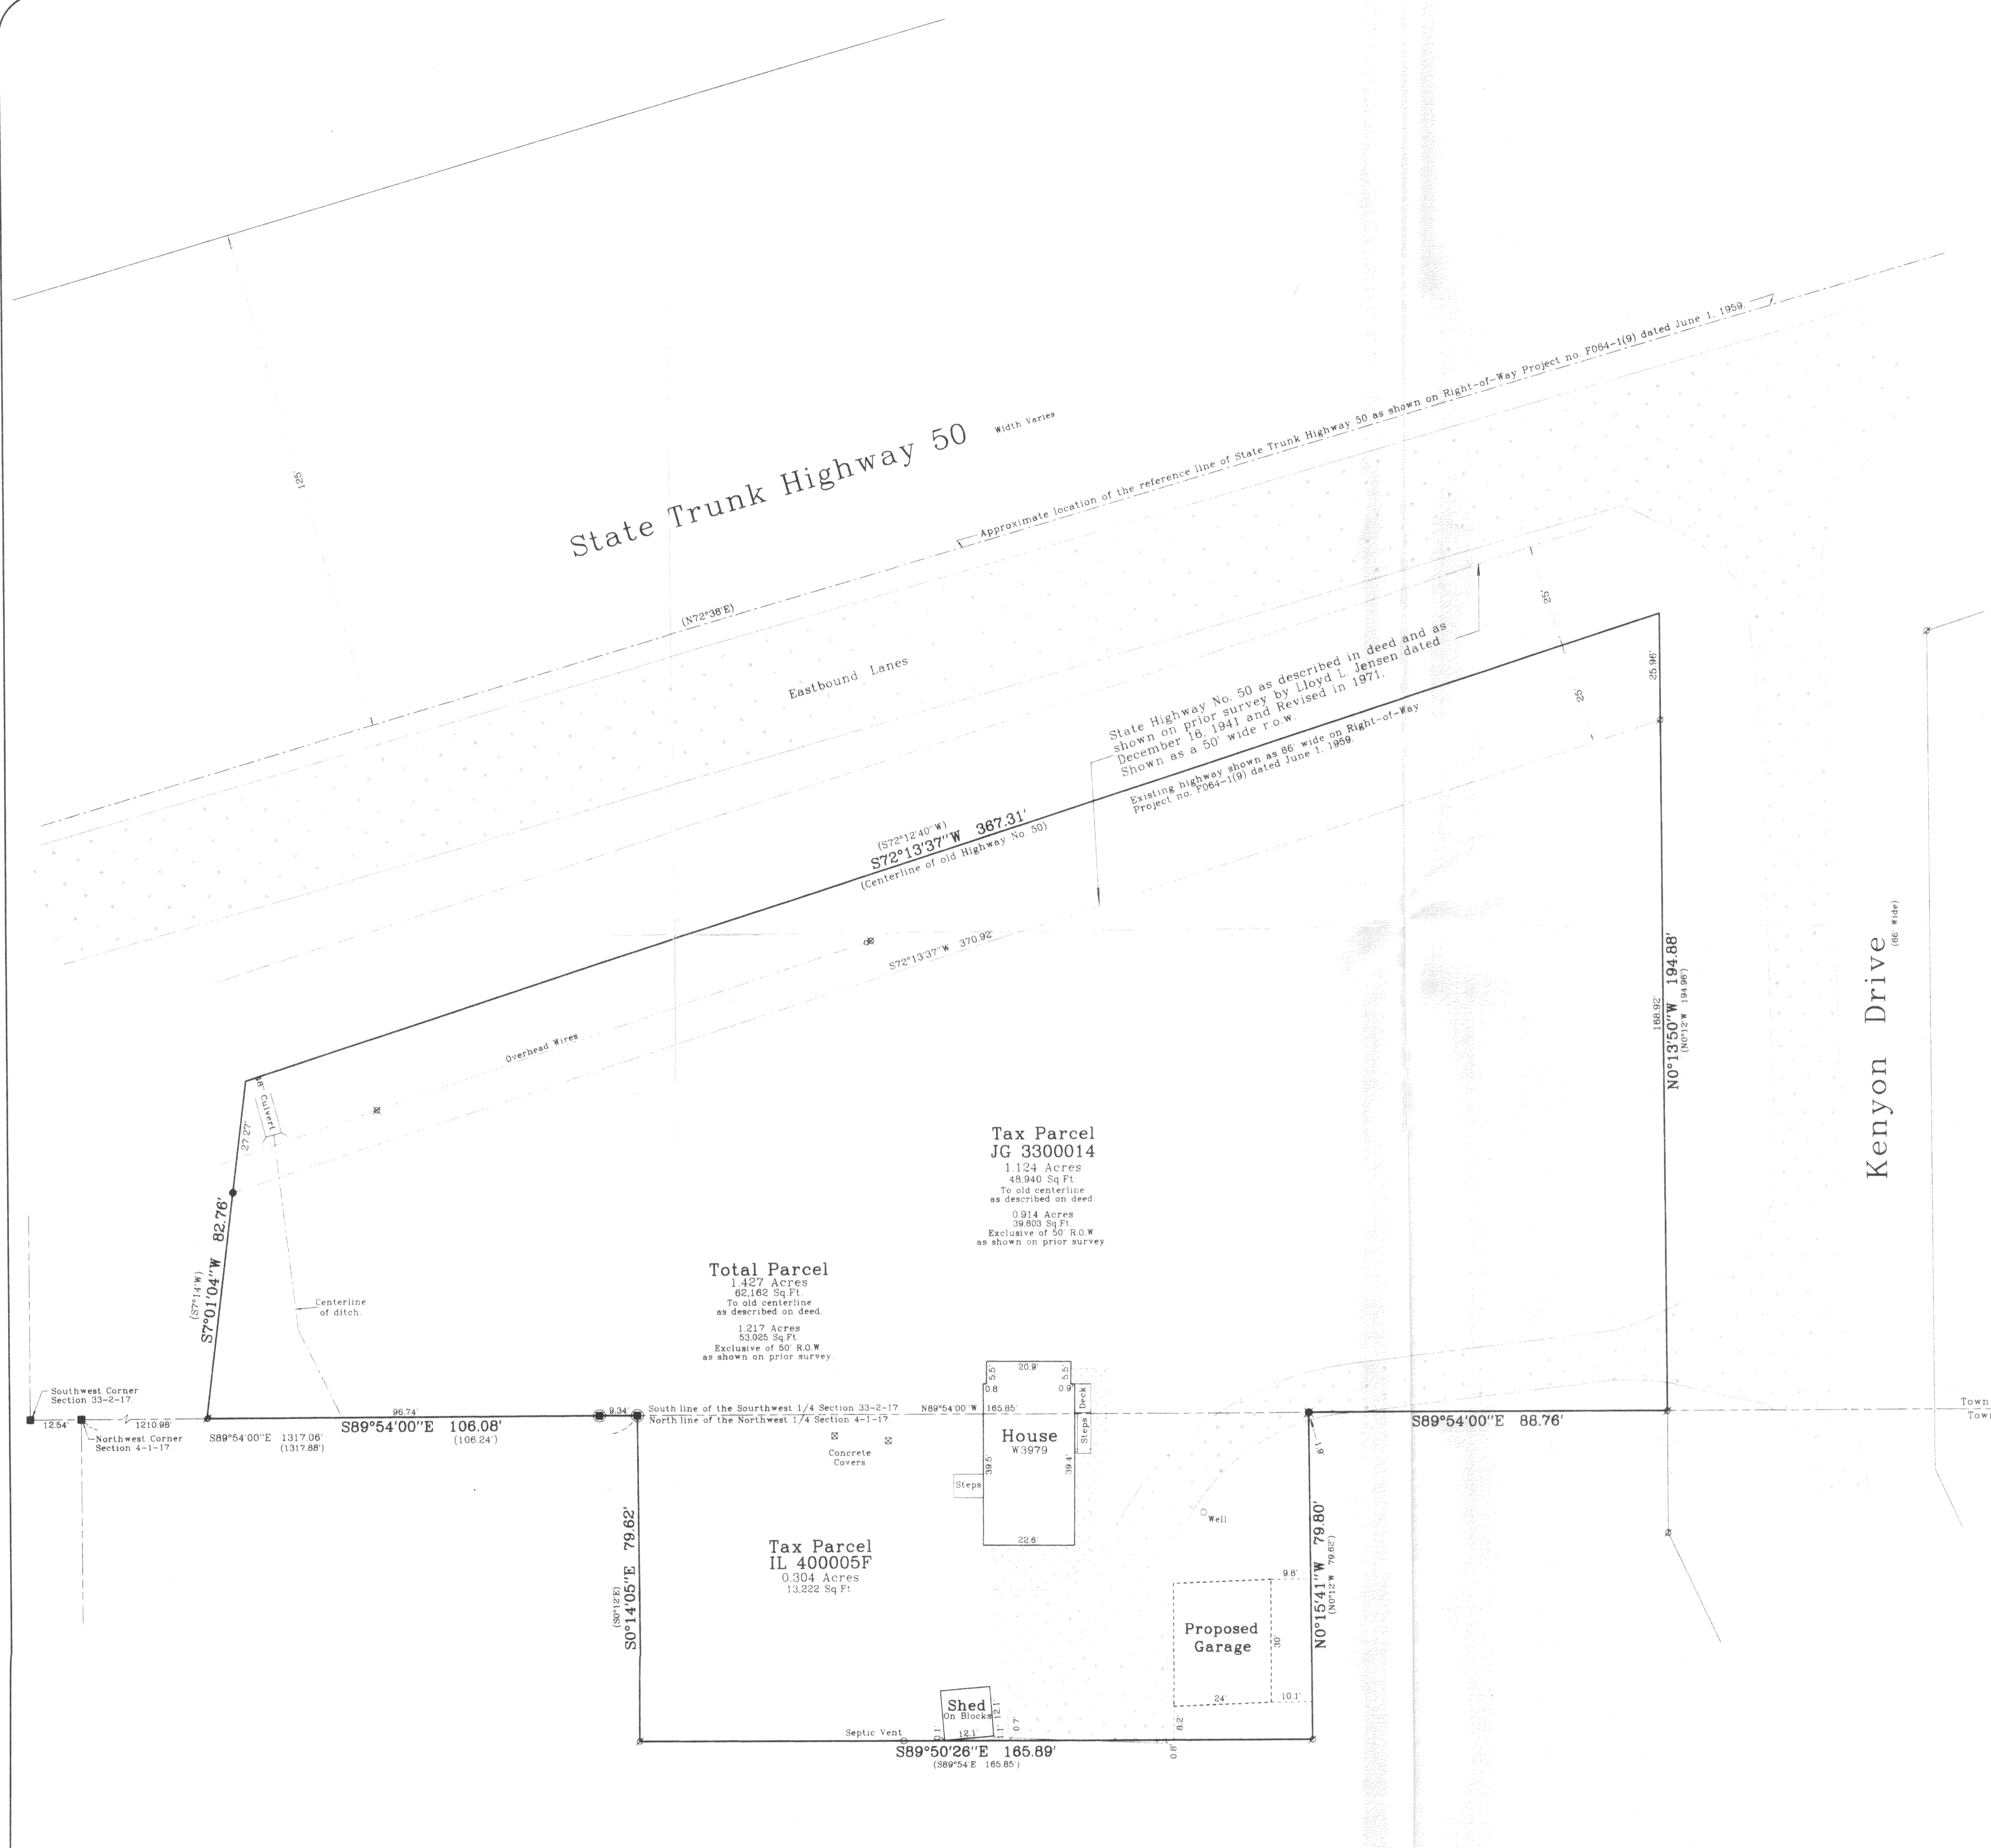 125'
State Trunk Highway 50
Width Varies
Approximate location of the reference line of State Trunk Highway 50 as shown on Right-of-Way Project no. F064-1(9) dated June 1, 1959.
(N72°38'E)
Eastbound Lanes
25'
25'
State Highway No. 50 as described in deed and as
shown on prior survey by Lloyd L. Jensen dated
December 16, 1941 and Revised in 1971.
Shown as a 50' wide r.o.w.
Existing highway shown as 66' wide on Right-of-Way
Project no. F064-1(9) dated June 1, 1959.
(S72°12'40"W)
S72°13'37"W 367.31'
(Centerline of old Highway No 50)
S72°13'37"W 370.92'
Overhead Wires
25.96'
168.92'
N0°13'50"W 194.88'
(N0°12'W 194.96')
Kenyon Drive
(66' Wide)
48" Culvert
27.27'
S7°01'04"W 82.76'
(S7°14'W)
Centerline
of ditch.
Tax Parcel
JG 3300014
1.124 Acres
48,940 Sq.Ft.
To old centerline
as described on deed.
0.914 Acres
39,803 Sq.Ft.
Exclusive of 50' R.O.W
as shown on prior survey.
Total Parcel
1.427 Acres
62,162 Sq.Ft.
To old centerline
as described on deed.
1.217 Acres
53,025 Sq.Ft
Exclusive of 50' R.O.W.
as shown on prior survey.
Southwest Corner
Section 33-2-17.
12.54'
1210.98'
Northwest Corner
Section 4-1-17.
S89°54'00"E 1317.06'
(1317.88')
96.74'
S89°54'00"E 106.08'
(106.24')
9.34'
South line of the Sourthwest 1/4 Section 33-2-17.
North line of the Northwest 1/4 Section 4-1-17.
N89°54'00"W 165.85'
20.9'
5.5'
5.5'
0.8'
0.9'
Deck
Steps
House
W3979
39.5'
39.4'
22.6'
Steps
Concrete
Covers
S89°54'00"E 88.76'
Town
Tow
1.9'
Well
S0°14'05"E 79.62'
(S0°12'E)
N0°15'41"W 79.80'
(N0°12'W 79.62')
Tax Parcel
IL 400005F
0.304 Acres
13,222 Sq.Ft
9.8'
Proposed
Garage
30'
24'
10.1'
8.2'
0.8'
Shed
On Blocks
12.1'
12.1'
0.1'
1.1'
0.7'
Septic Vent
S89°50'26"E 165.89'
(S89°54'E 165.85')